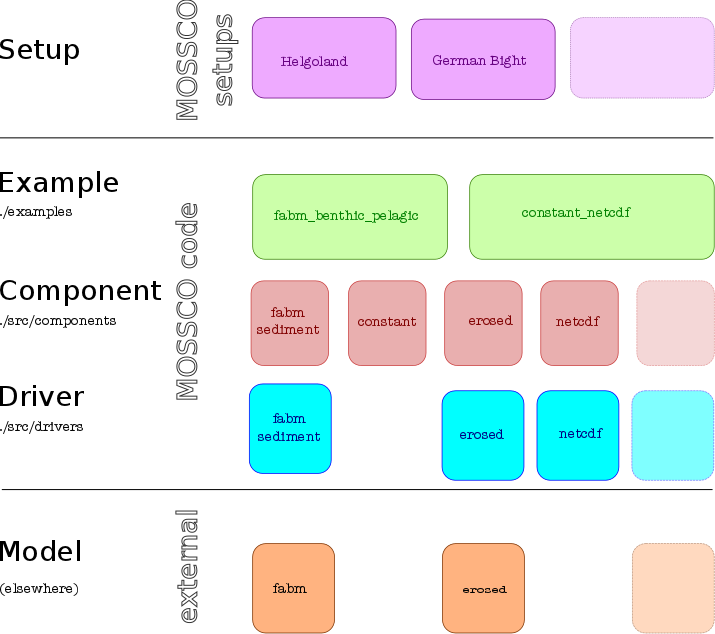 Setup
MOSSCO
setups
Helgoland
German Bight
Example
./examples
MOSSCO code
fabm_benthic_pelagic
constant_netcdf
Component
./src/components
fabm
sediment
constant
erosed
netcdf
Driver
./src/drivers
fabm
sediment
erosed
netcdf
Model
(elsewhere)
external
fabm
erosed